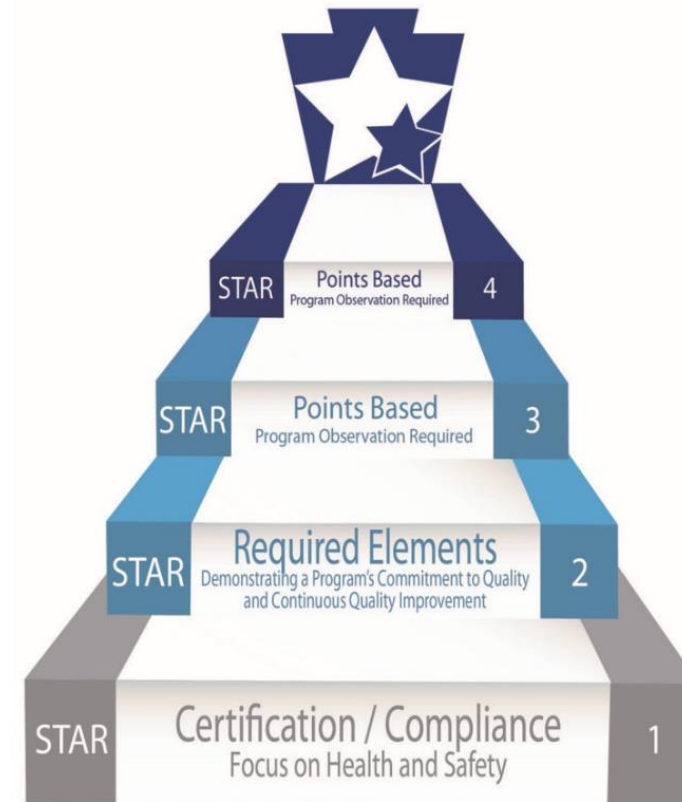 STAR Points Based 4
Program Observation Required
STAR Points Based 3
Program Observation Required
STAR Required Elements 2
Demonstrating a Program's Commitment to Quality
and Continuous Quality Improvement
STAR Certification / Compliance 1
Focus on Health and Safety